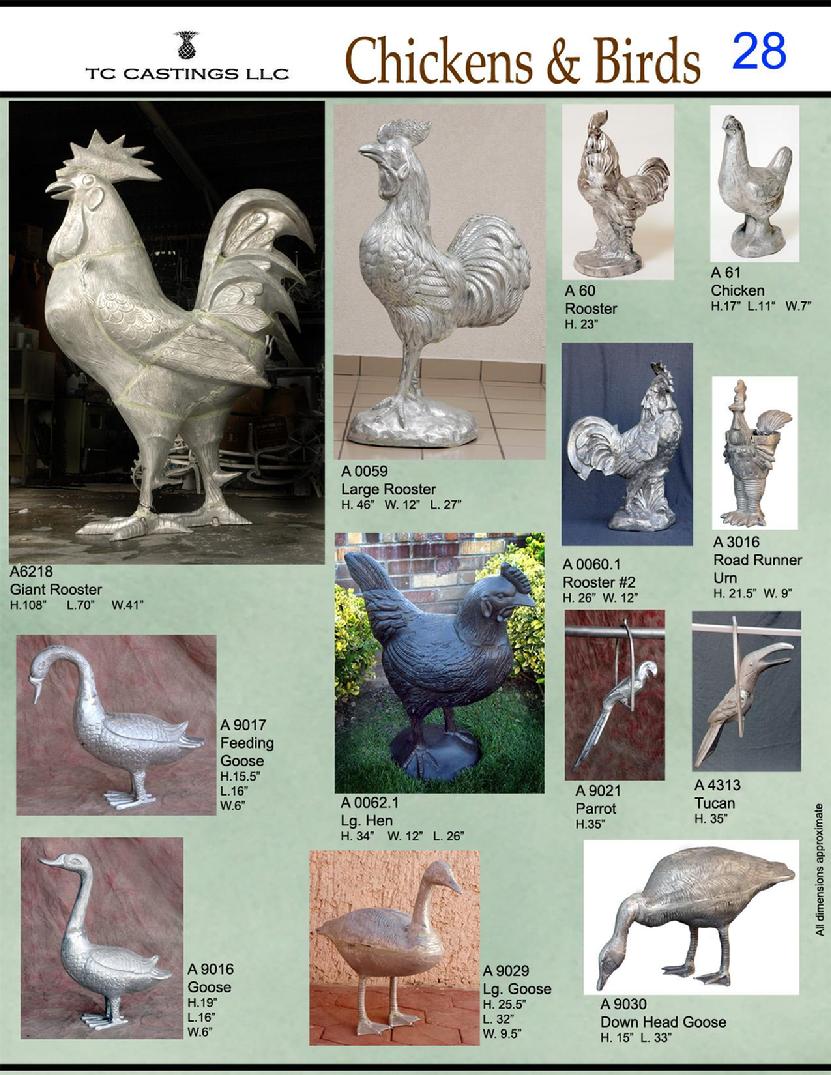 TC CASTINGS LLC
Chickens & Birds
28
A6218
Giant Rooster
H.108" L.70" W.41"
A 0059
Large Rooster
H. 46" W. 12" L. 27"
A 60
Rooster
H. 23"
A 61
Chicken
H.17" L.11" W.7"
A 0060.1
Rooster #2
H. 26" W. 12"
A 3016
Road Runner
Urn
H. 21.5" W. 9"
A 9017
Feeding
Goose
H.15.5"
L.16"
W.6"
A 0062.1
Lg. Hen
H. 34" W. 12" L. 26"
A 9021
Parrot
H.35"
A 4313
Tucan
H. 35"
A 9016
Goose
H.19"
L.16"
W.6"
A 9029
Lg. Goose
H. 25.5"
L. 32"
W. 9.5"
A 9030
Down Head Goose
H. 15" L. 33"
All dimensions approximate